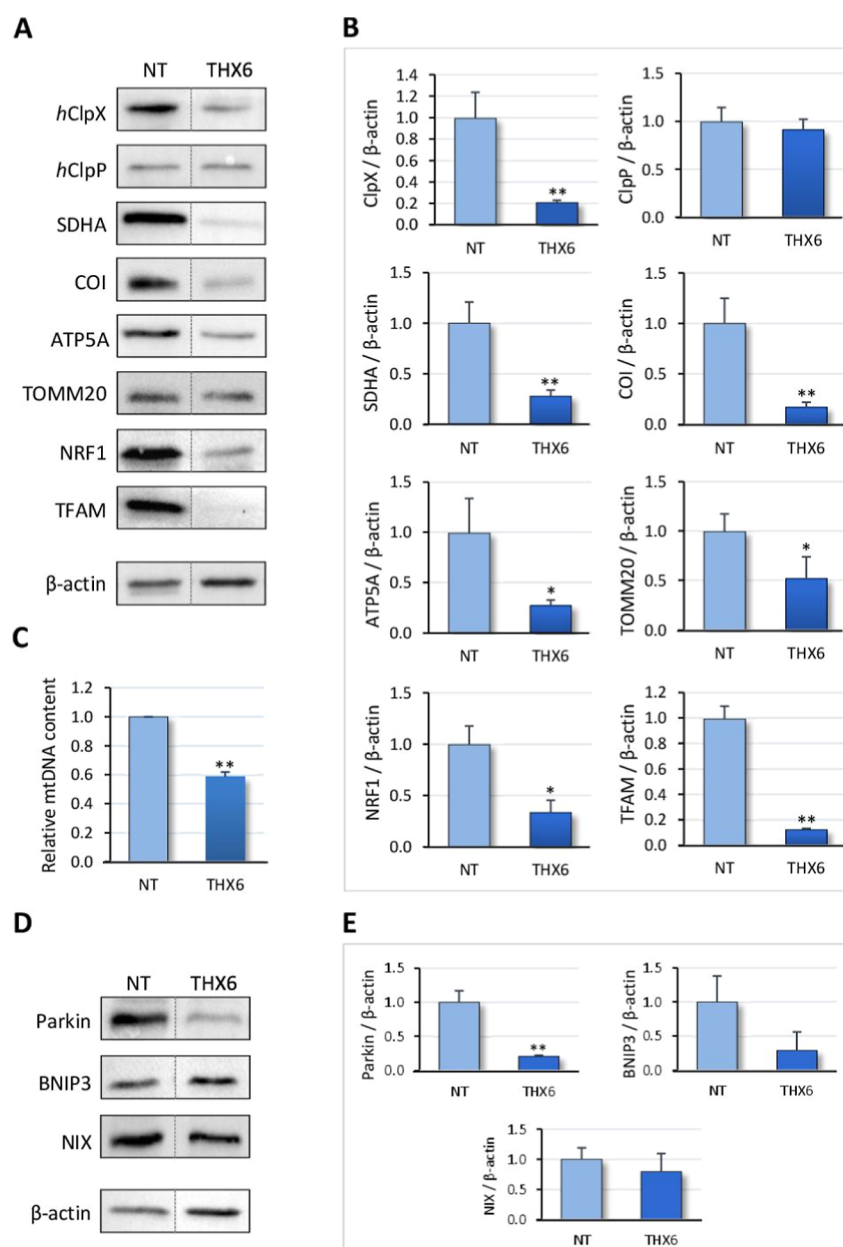 A
NT THX6
hClpX
hClpP
SDHA
COI
ATP5A
TOMM20
NRF1
TFAM
β-actin
B
ClpX / β-actin
1.4
1.2
1.0
0.8
0.6
0.4
0.2
0.0
**
NT THX6
ClpP / β-actin
1.5
1.0
0.5
0.0
NT THX6
SDHA / β-actin
1.5
1.0
0.5
0.0
**
NT THX6
COI / β-actin
1.5
1.0
0.5
0.0
**
NT THX6
ATP5A / β-actin
1.5
1.0
0.5
0.0
*
NT THX6
TOMM20 / β-actin
1.5
1.0
0.5
0.0
*
NT THX6
NRF1 / β-actin
1.5
1.0
0.5
0.0
*
NT THX6
TFAM / β-actin
1.2
1.0
0.8
0.6
0.4
0.2
0.0
**
NT THX6
C
Relative mtDNA content
1.2
1.0
0.8
0.6
0.4
0.2
0.0
**
NT THX6
D
NT THX6
Parkin
BNIP3
NIX
β-actin
E
Parkin / β-actin
1.5
1.0
0.5
0.0
**
NT THX6
BNIP3 / β-actin
1.5
1.0
0.5
0.0
NT THX6
NIX / β-actin
1.5
1.0
0.5
0.0
NT THX6